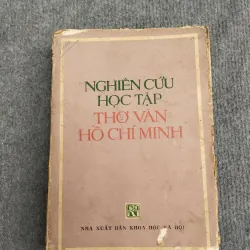 NGHIÊN CỨU
HỌC TẬP
THƠ VĂN
HỒ CHÍ MINH
NHÀ XUẤT BẢN KHOA HỌC XÃ HỘI